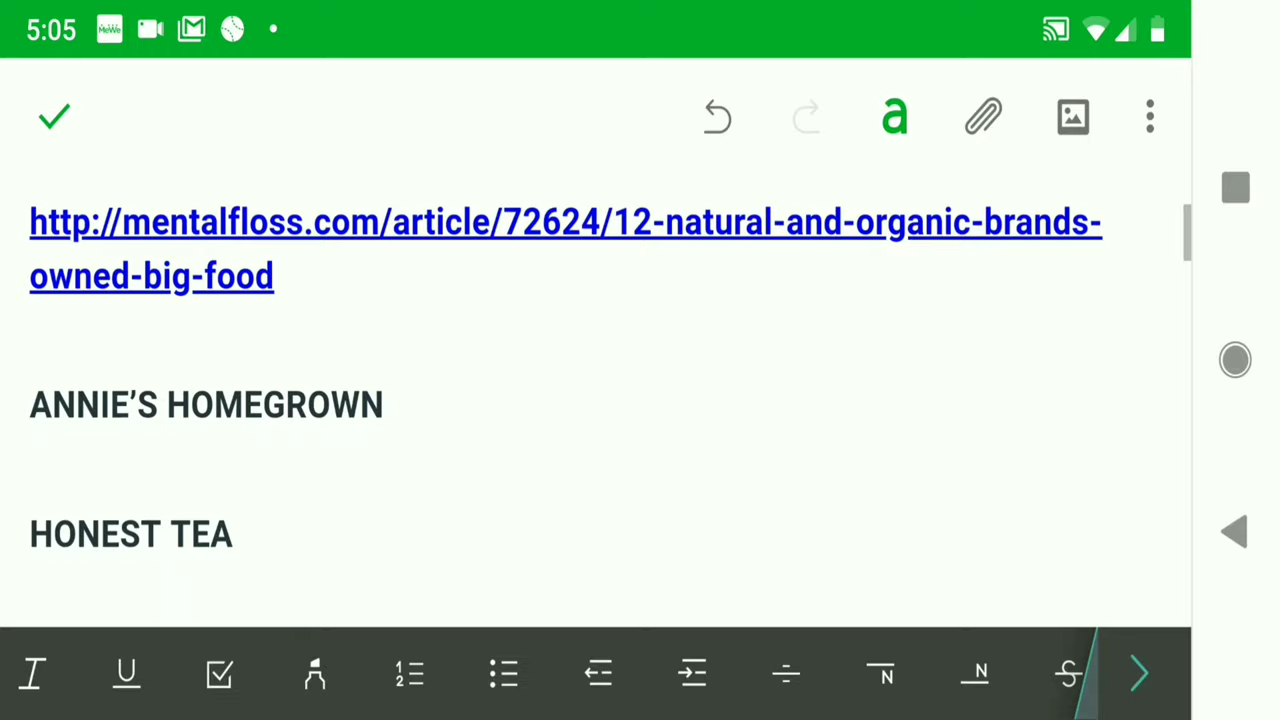 5:05
MeWe
a
http://mentalfloss.com/article/72624/12-natural-and-organic-brands-
owned-big-food
ANNIE’S HOMEGROWN
HONEST TEA